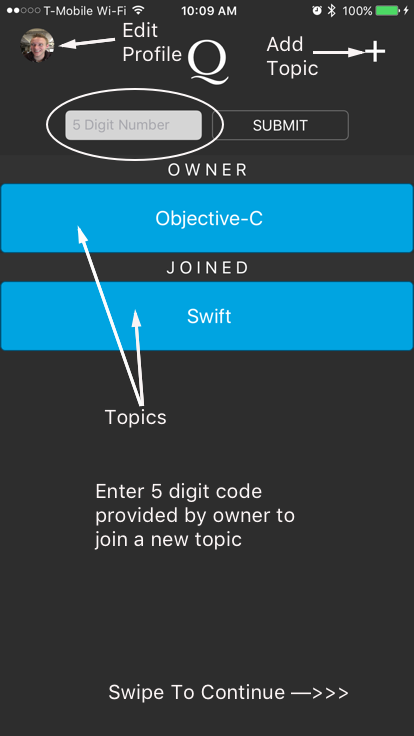 T-Mobile Wi-Fi 10:09 AM 100%
Edit
Profile
Q
Add
Topic
+
5 Digit Number
SUBMIT
OWNER
Objective-C
JOINED
Swift
Topics
Enter 5 digit code
provided by owner to
join a new topic
Swipe To Continue —>>>